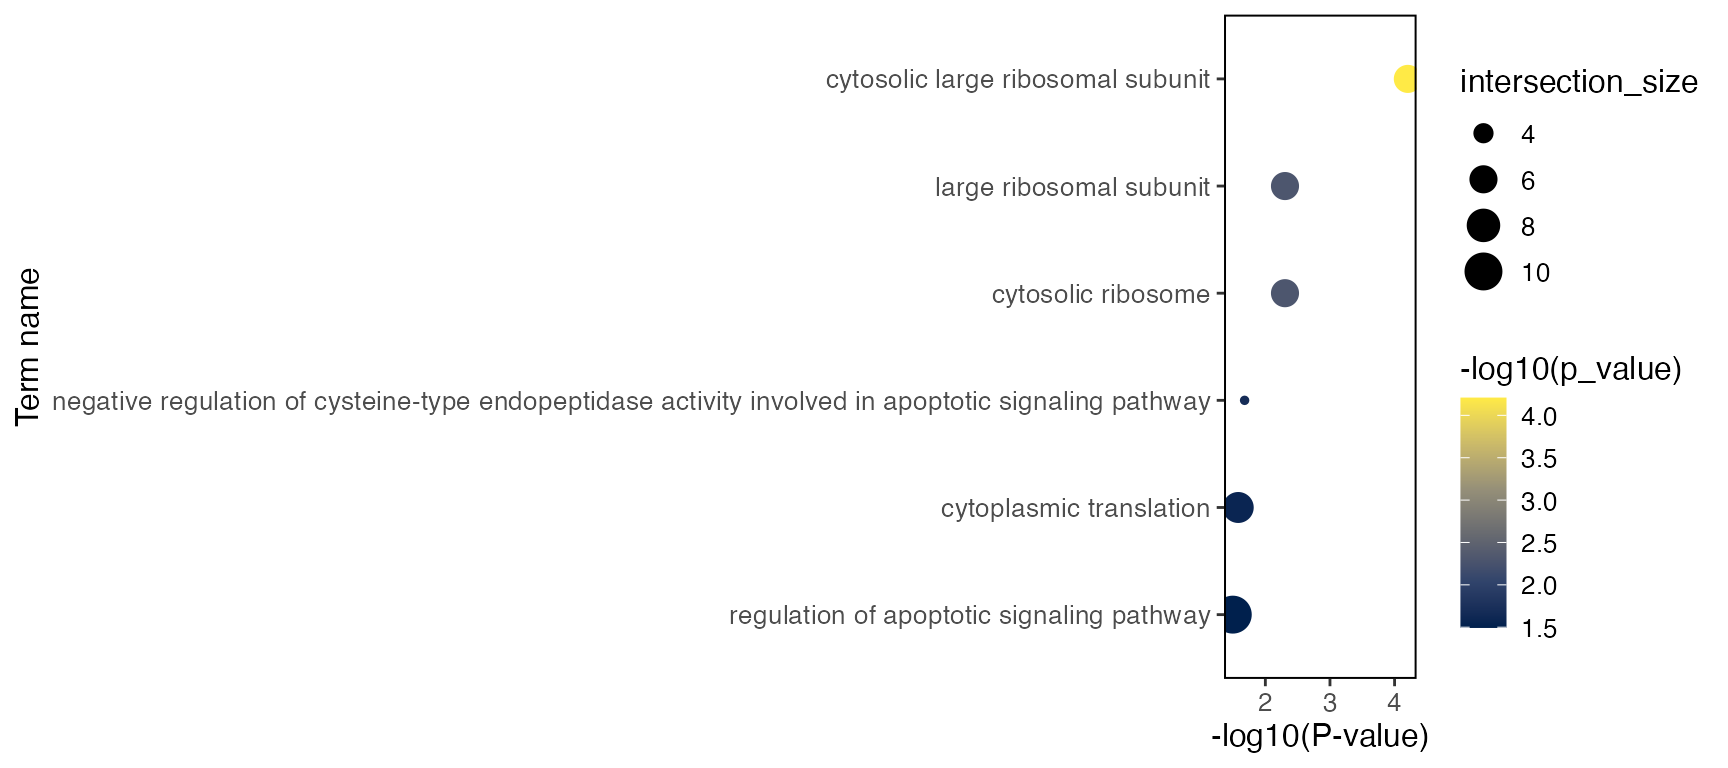 Term name
cytosolic large ribosomal subunit
large ribosomal subunit
cytosolic ribosome
negative regulation of cysteine-type endopeptidase activity involved in apoptotic signaling pathway
cytoplasmic translation
regulation of apoptotic signaling pathway
2 3 4
-log10(P-value)
intersection_size
4
6
8
10
-log10(p_value)
4.0
3.5
3.0
2.5
2.0
1.5